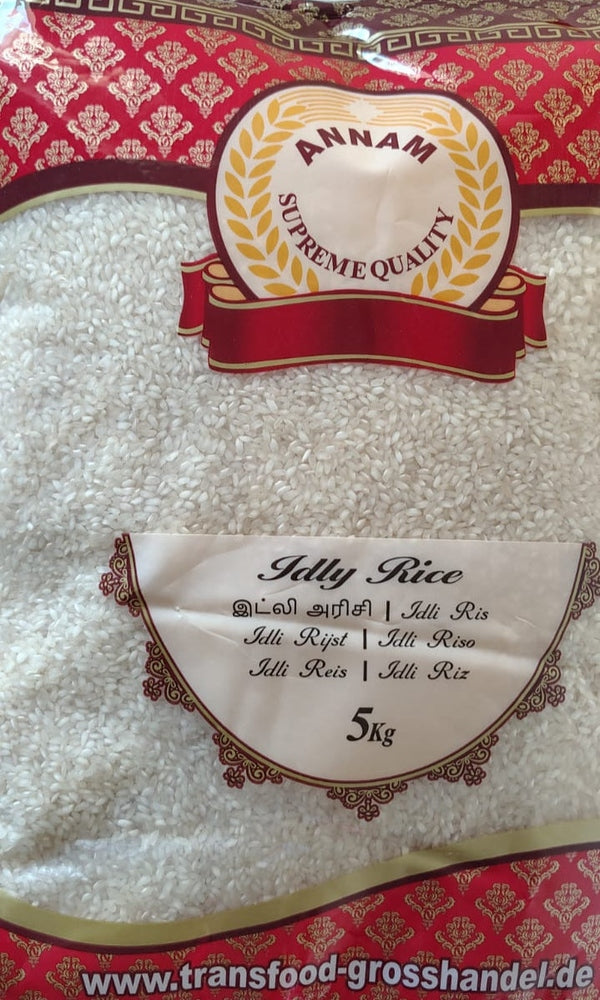 ANNAM
SUPREME QUALITY
Idly Rice
இட்லி அரிசி | Idli Ris
Idli Rijst | Idli Riso
Idli Reis | Idli Riz
5Kg
www.transfood-grosshandel.de